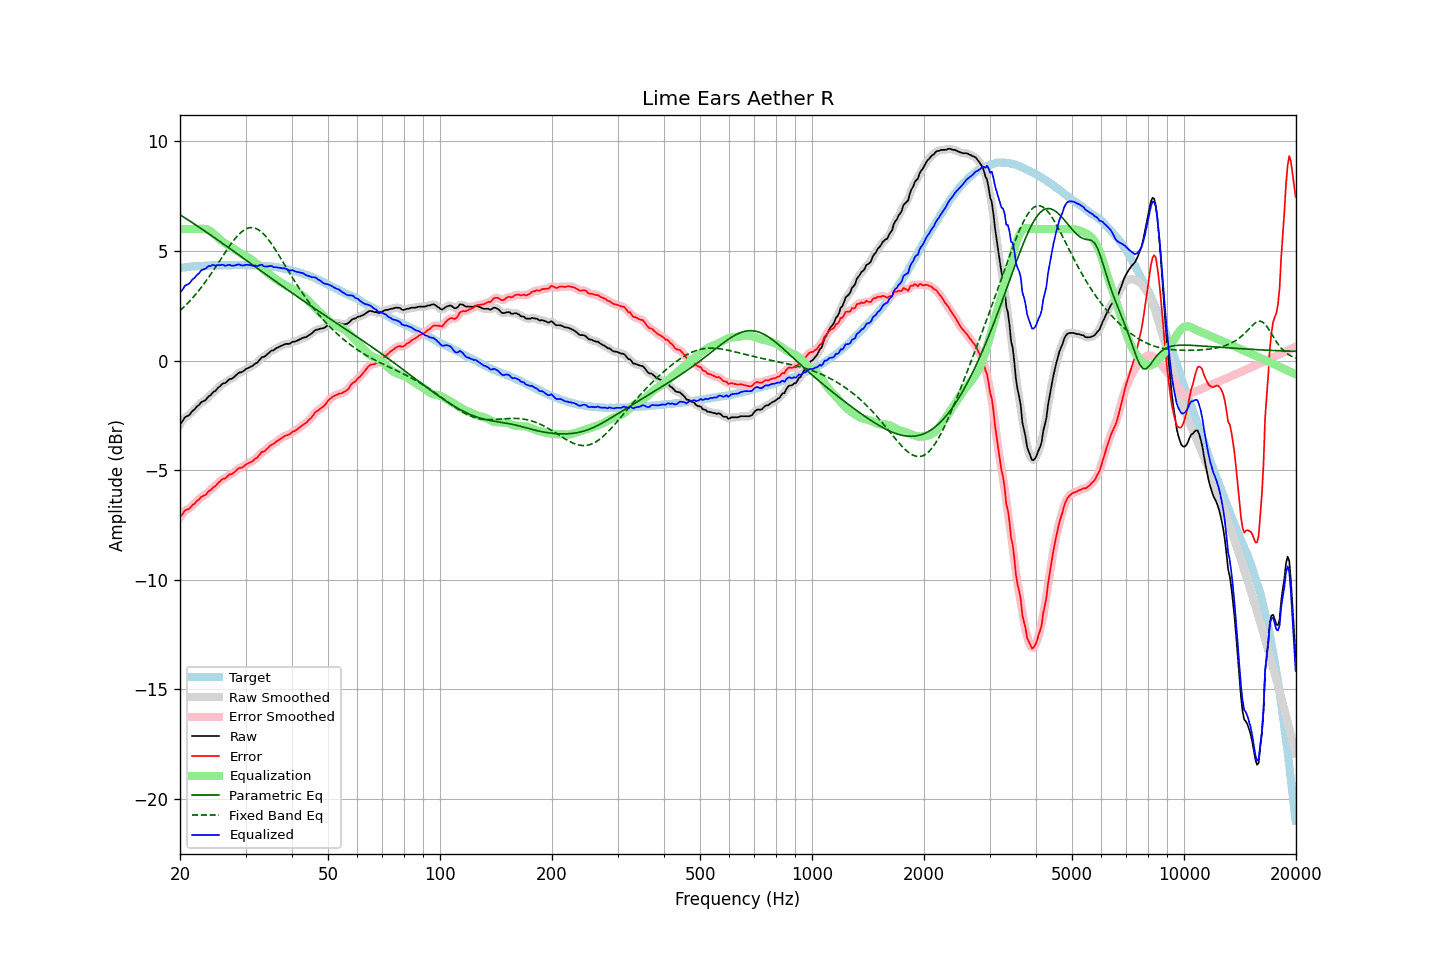 Lime Ears Aether R
Amplitude (dBr)
10
5
0
−5
−10
−15
−20
Target
Raw Smoothed
Error Smoothed
Raw
Error
Equalization
Parametric Eq
Fixed Band Eq
Equalized
20 50 100 200 500 1000 2000 5000 10000 20000
Frequency (Hz)